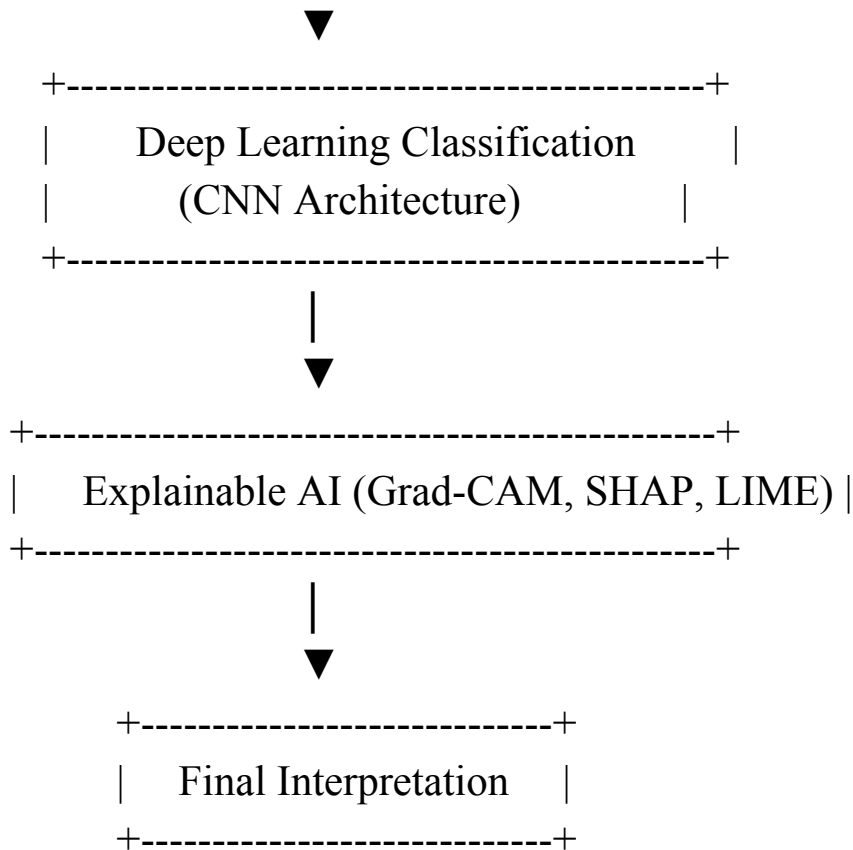 ▼
+---------------------------------------------+
| Deep Learning Classification |
| (CNN Architecture) |
+---------------------------------------------+
│
▼
+------------------------------------------------+
| Explainable AI (Grad-CAM, SHAP, LIME) |
+------------------------------------------------+
│
▼
+-----------------------------+
| Final Interpretation |
+-----------------------------+